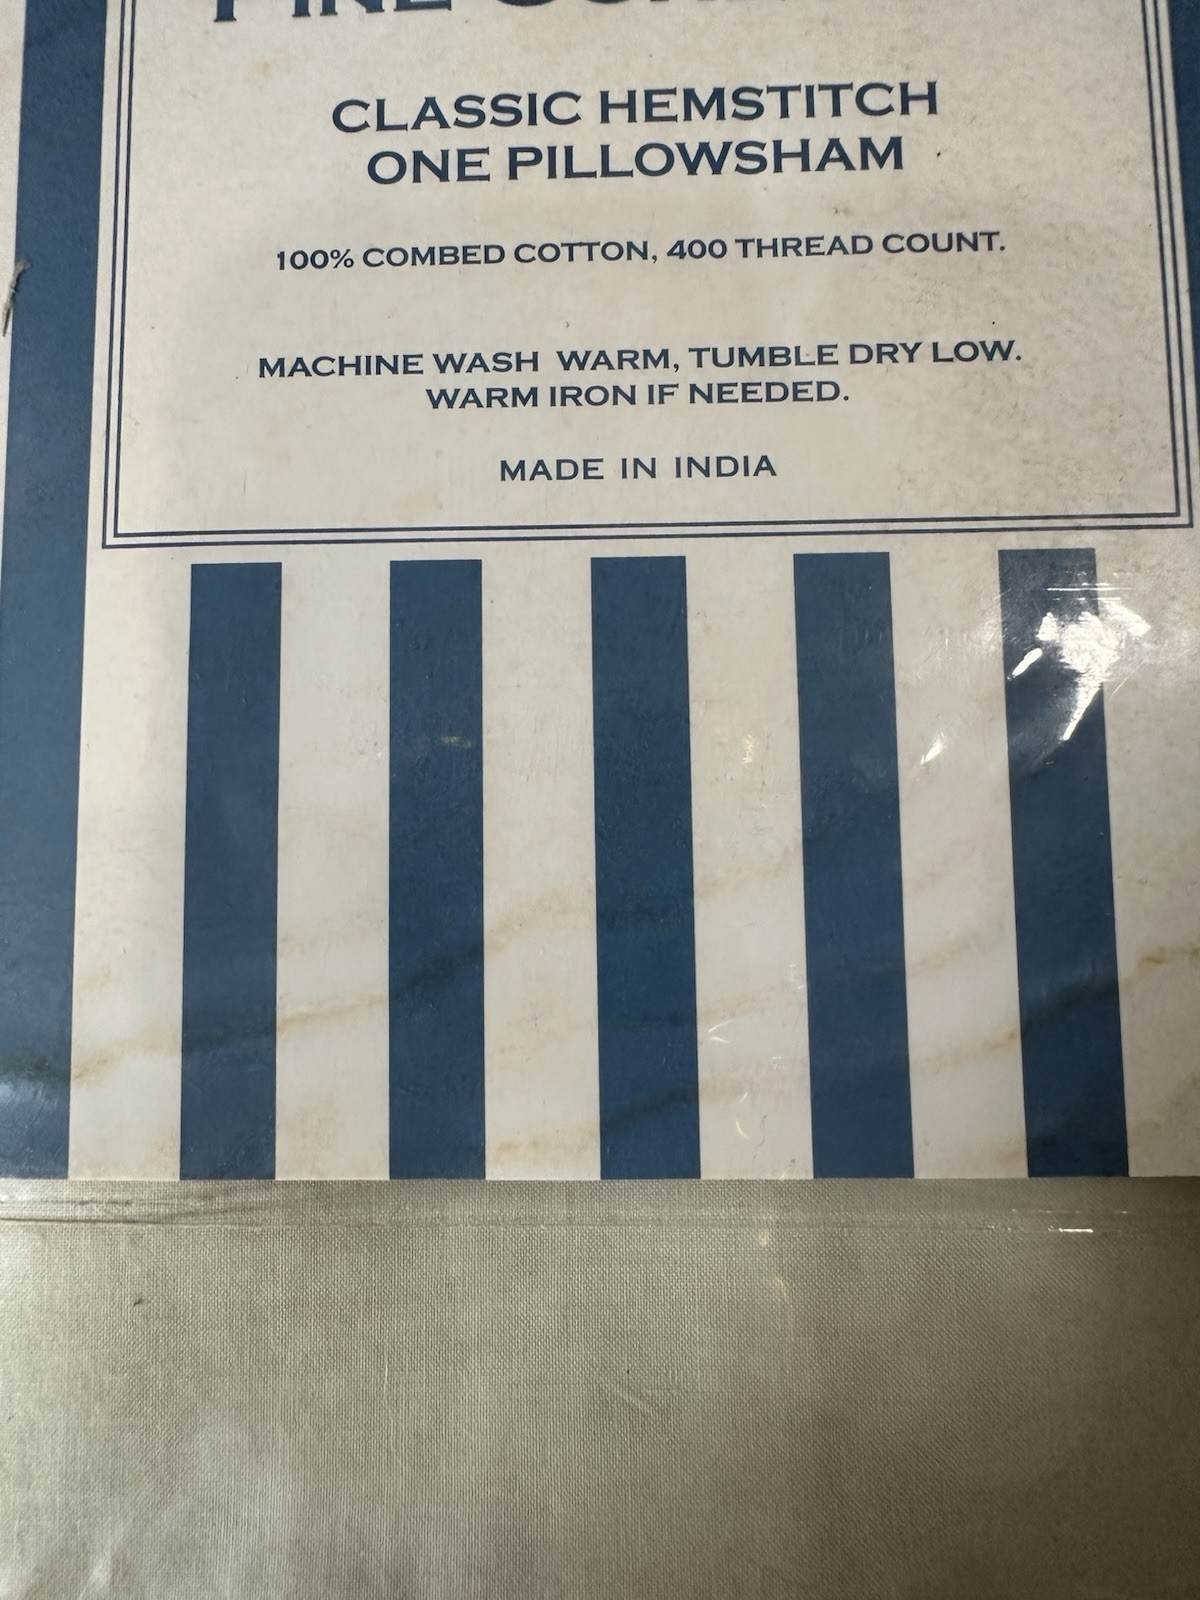 CLASSIC HEMSTITCH
ONE PILLOWSHAM
100% COMBED COTTON, 400 THREAD COUNT.
MACHINE WASH WARM, TUMBLE DRY LOW.
WARM IRON IF NEEDED.
MADE IN INDIA